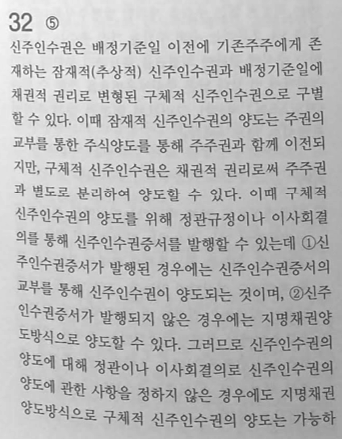 32 ⑤
신주인수권은 배정기준일 이전에 기존주주에게 존
재하는 잠재적(추상적) 신주인수권과 배정기준일에
채권적 권리로 변형된 구체적 신주인수권으로 구별
할 수 있다. 이때 잠재적 신주인수권의 양도는 주권의
교부를 통한 주식양도를 통해 주주권과 함께 이전되
지만, 구체적 신주인수권은 채권적 권리로써 주주권
과 별도로 분리하여 양도할 수 있다. 이때 구체적
신주인수권의 양도를 위해 정관규정이나 이사회결
의를 통해 신주인수권증서를 발행할 수 있는데 ①신
주인수권증서가 발행된 경우에는 신주인수권증서의
교부를 통해 신주인수권이 양도되는 것이며, ②신주
인수권증서가 발행되지 않은 경우에는 지명채권양
도방식으로 양도할 수 있다. 그러므로 신주인수권의
양도에 대해 정관이나 이사회결의로 신주인수권의
양도에 관한 사항을 정하지 않은 경우에도 지명채권
양도방식으로 구체적 신주인수권의 양도는 가능하